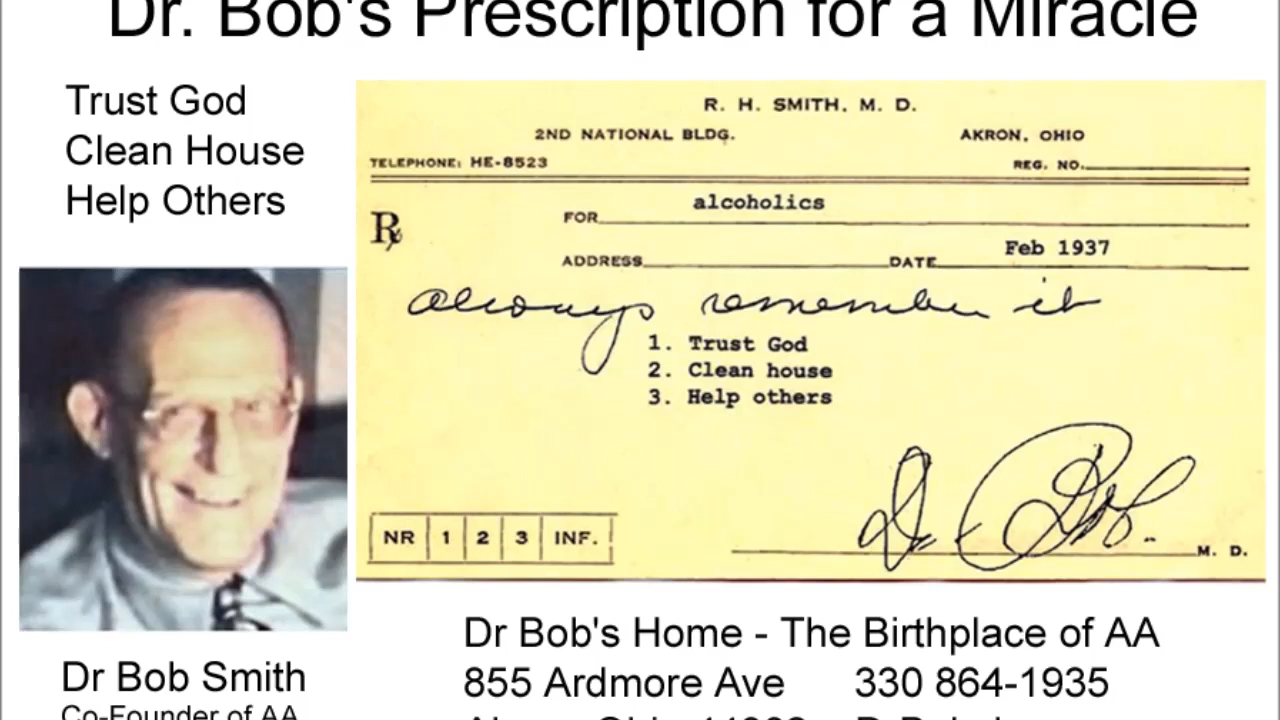 Dr. Bob's Prescription for a Miracle
Trust God
Clean House
Help Others
R. H. SMITH, M. D.
2ND NATIONAL BLDG. AKRON, OHIO
TELEPHONE: HE-8523 REG. NO.
℞
FOR alcoholics
ADDRESS DATE Feb 1937
always remember it
1. Trust God
2. Clean house
3. Help others
Dr. Bob.
M. D.
NR 1 2 3 INF.
Dr Bob Smith
Co-Founder of AA
Dr Bob's Home - The Birthplace of AA
855 Ardmore Ave 330 864-1935